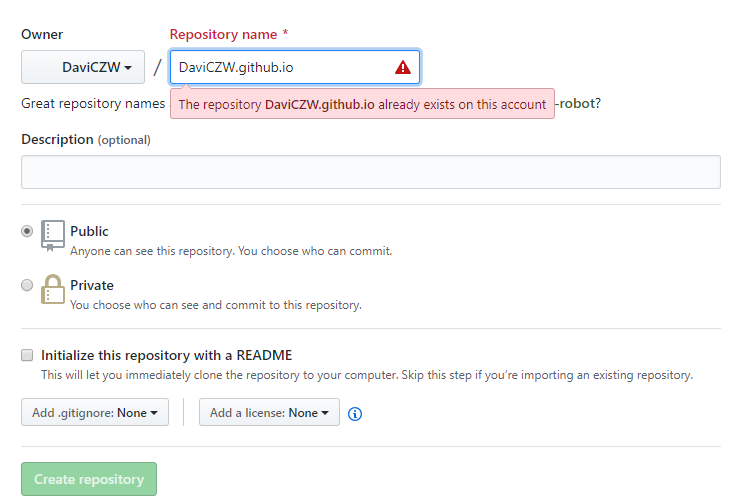 Owner Repository name *
DaviCZW / DaviCZW.github.io
Great repository names -robot?
The repository DaviCZW.github.io already exists on this account
Description (optional)
Public
Anyone can see this repository. You choose who can commit.
Private
You choose who can see and commit to this repository.
Initialize this repository with a README
This will let you immediately clone the repository to your computer. Skip this step if you’re importing an existing repository.
Add .gitignore: None Add a license: None
Create repository